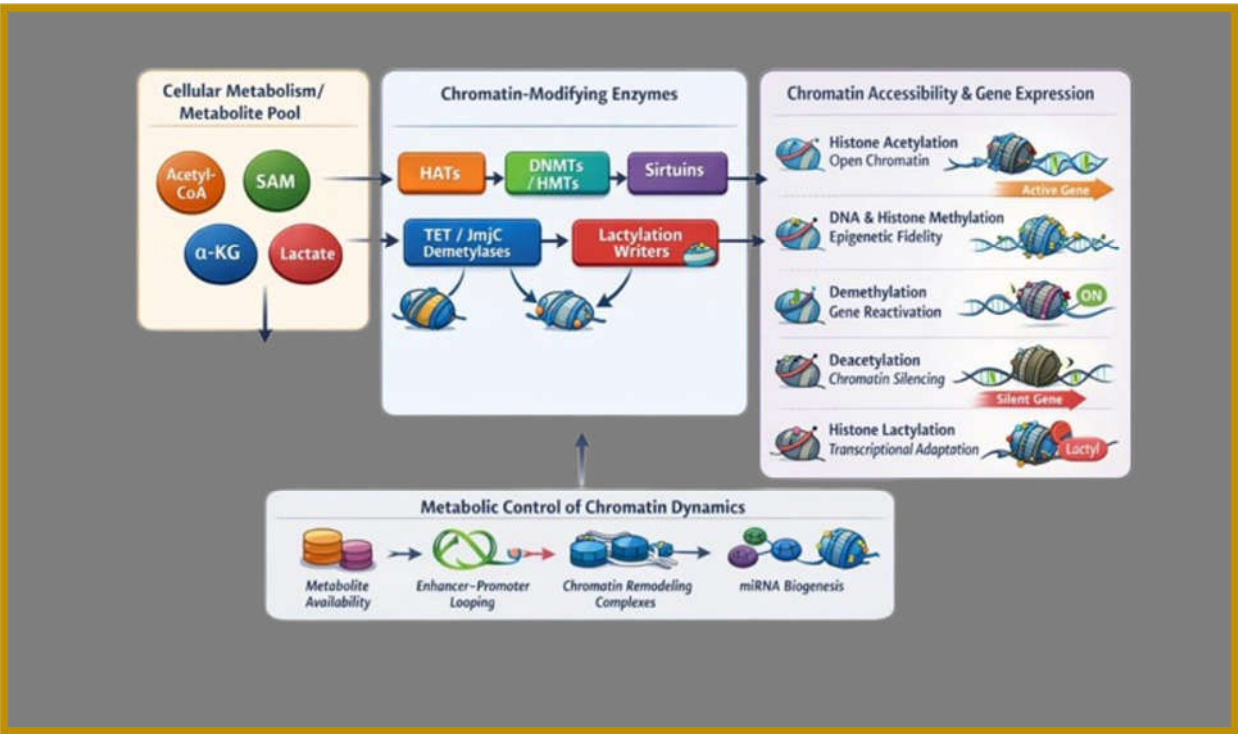 Cellular Metabolism/
Metabolite Pool
Acetyl-
CoA
SAM
α-KG
Lactate
Chromatin-Modifying Enzymes
HATs
DNMTs
/HMTs
Sirtuins
TET / JmjC
Demetylases
Lactylation
Writers
Chromatin Accessibility & Gene Expression
Histone Acetylation
Open Chromatin
Active Gene
DNA & Histone Methylation
Epigenetic Fidelity
Demethylation
Gene Reactivation
ON
Deacetylation
Chromatin Silencing
Silent Gene
Histone Lactylation
Transcriptional Adaptation
Lactyl
Metabolic Control of Chromatin Dynamics
Metabolite
Availability
Enhancer–Promoter
Looping
Chromatin Remodeling
Complexes
miRNA Biogenesis